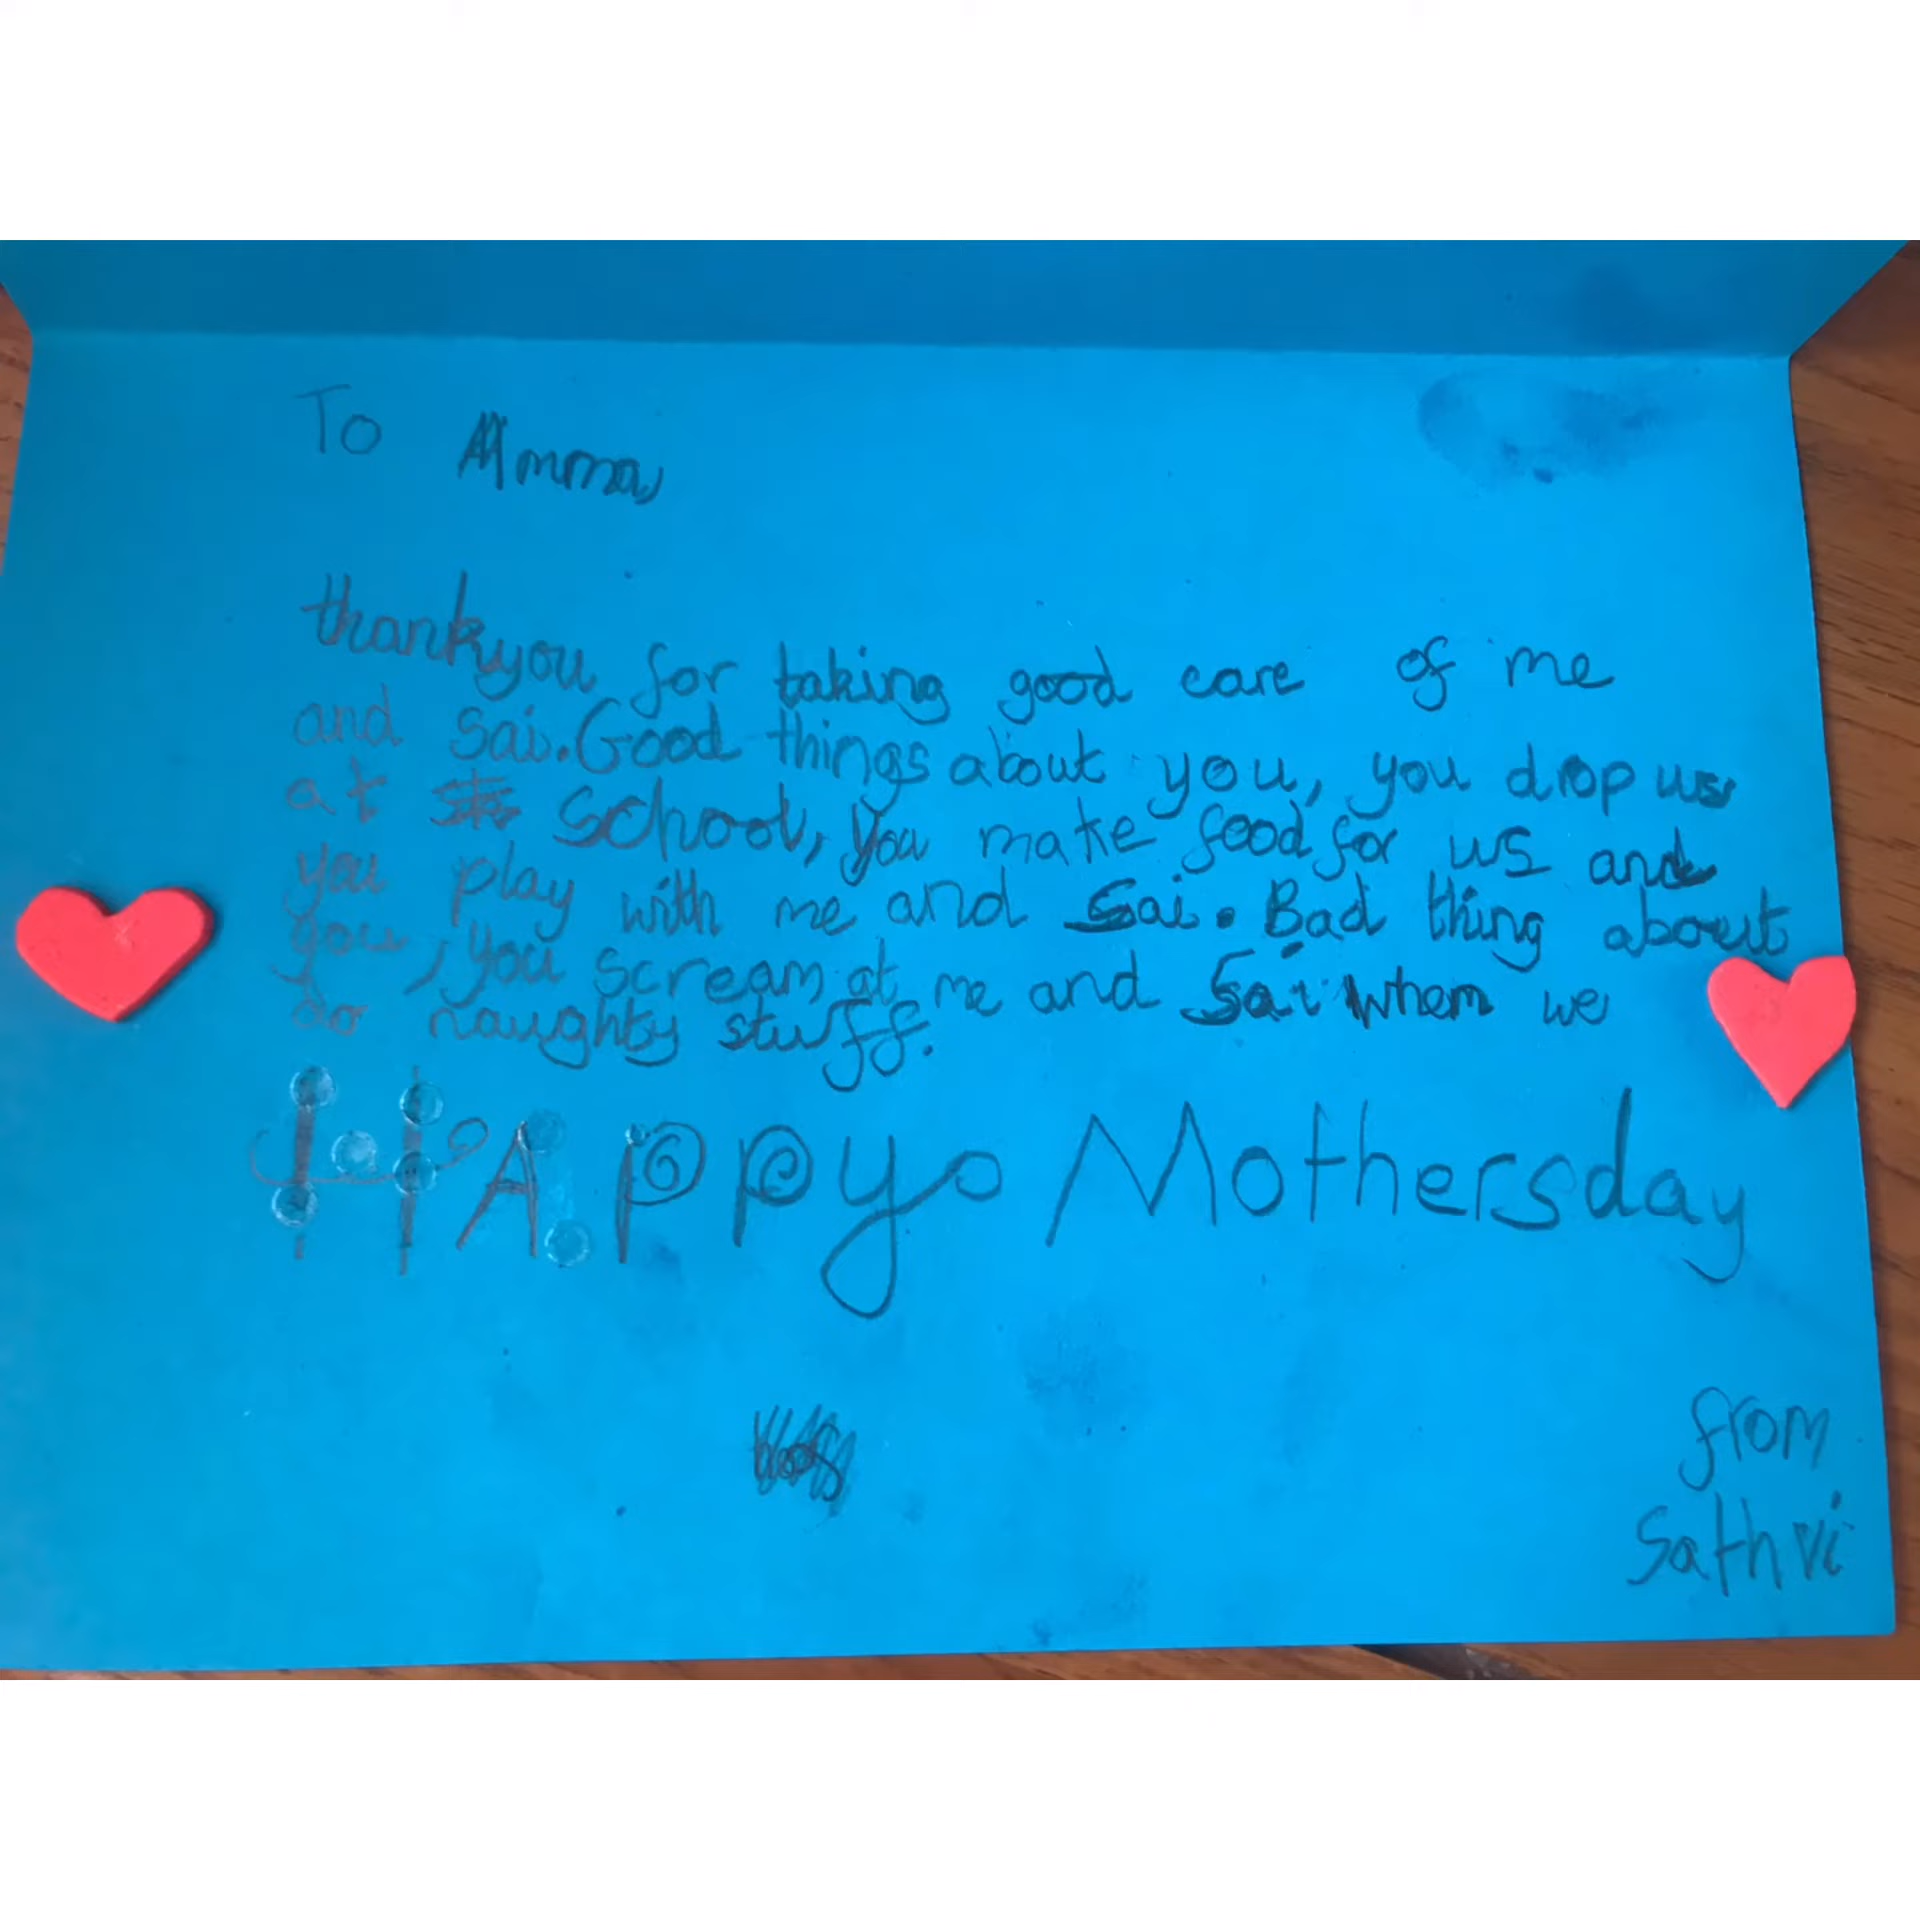 To Amma
thankyou for taking good care of me
and Sai. Good things about you, you drop us
at School, you make food for us and
you play with me and Sai. Bad thing about
you, you scream at me and Sai when we
do naughty stuff.
HAppy Mothersday
from
Sathvi